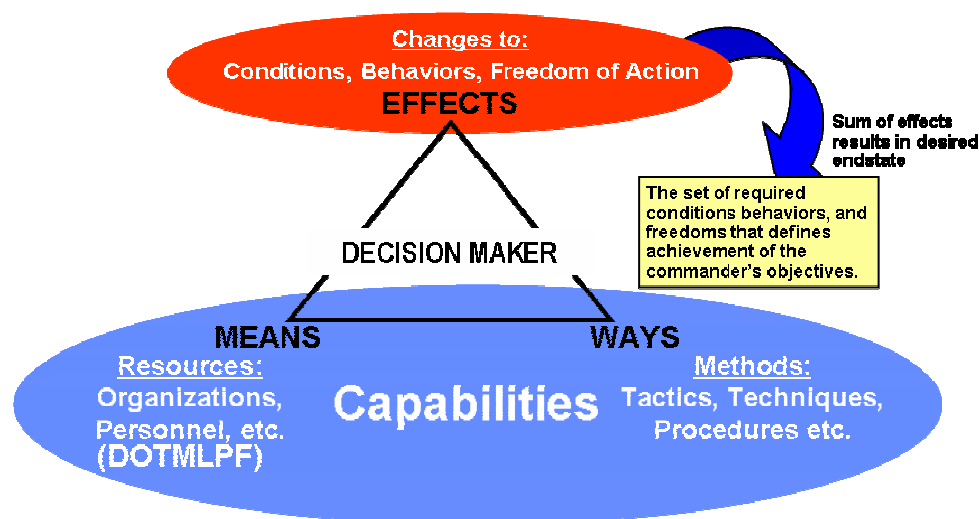 Changes to:
Conditions, Behaviors, Freedom of Action
EFFECTS
Sum of effects
results in desired
endstate
The set of required
conditions behaviors, and
freedoms that defines
achievement of the
commander's objectives.
DECISION MAKER
MEANS
WAYS
Resources:
Organizations,
Personnel, etc.
(DOTMLPF)
Capabilities
Methods:
Tactics, Techniques,
Procedures etc.